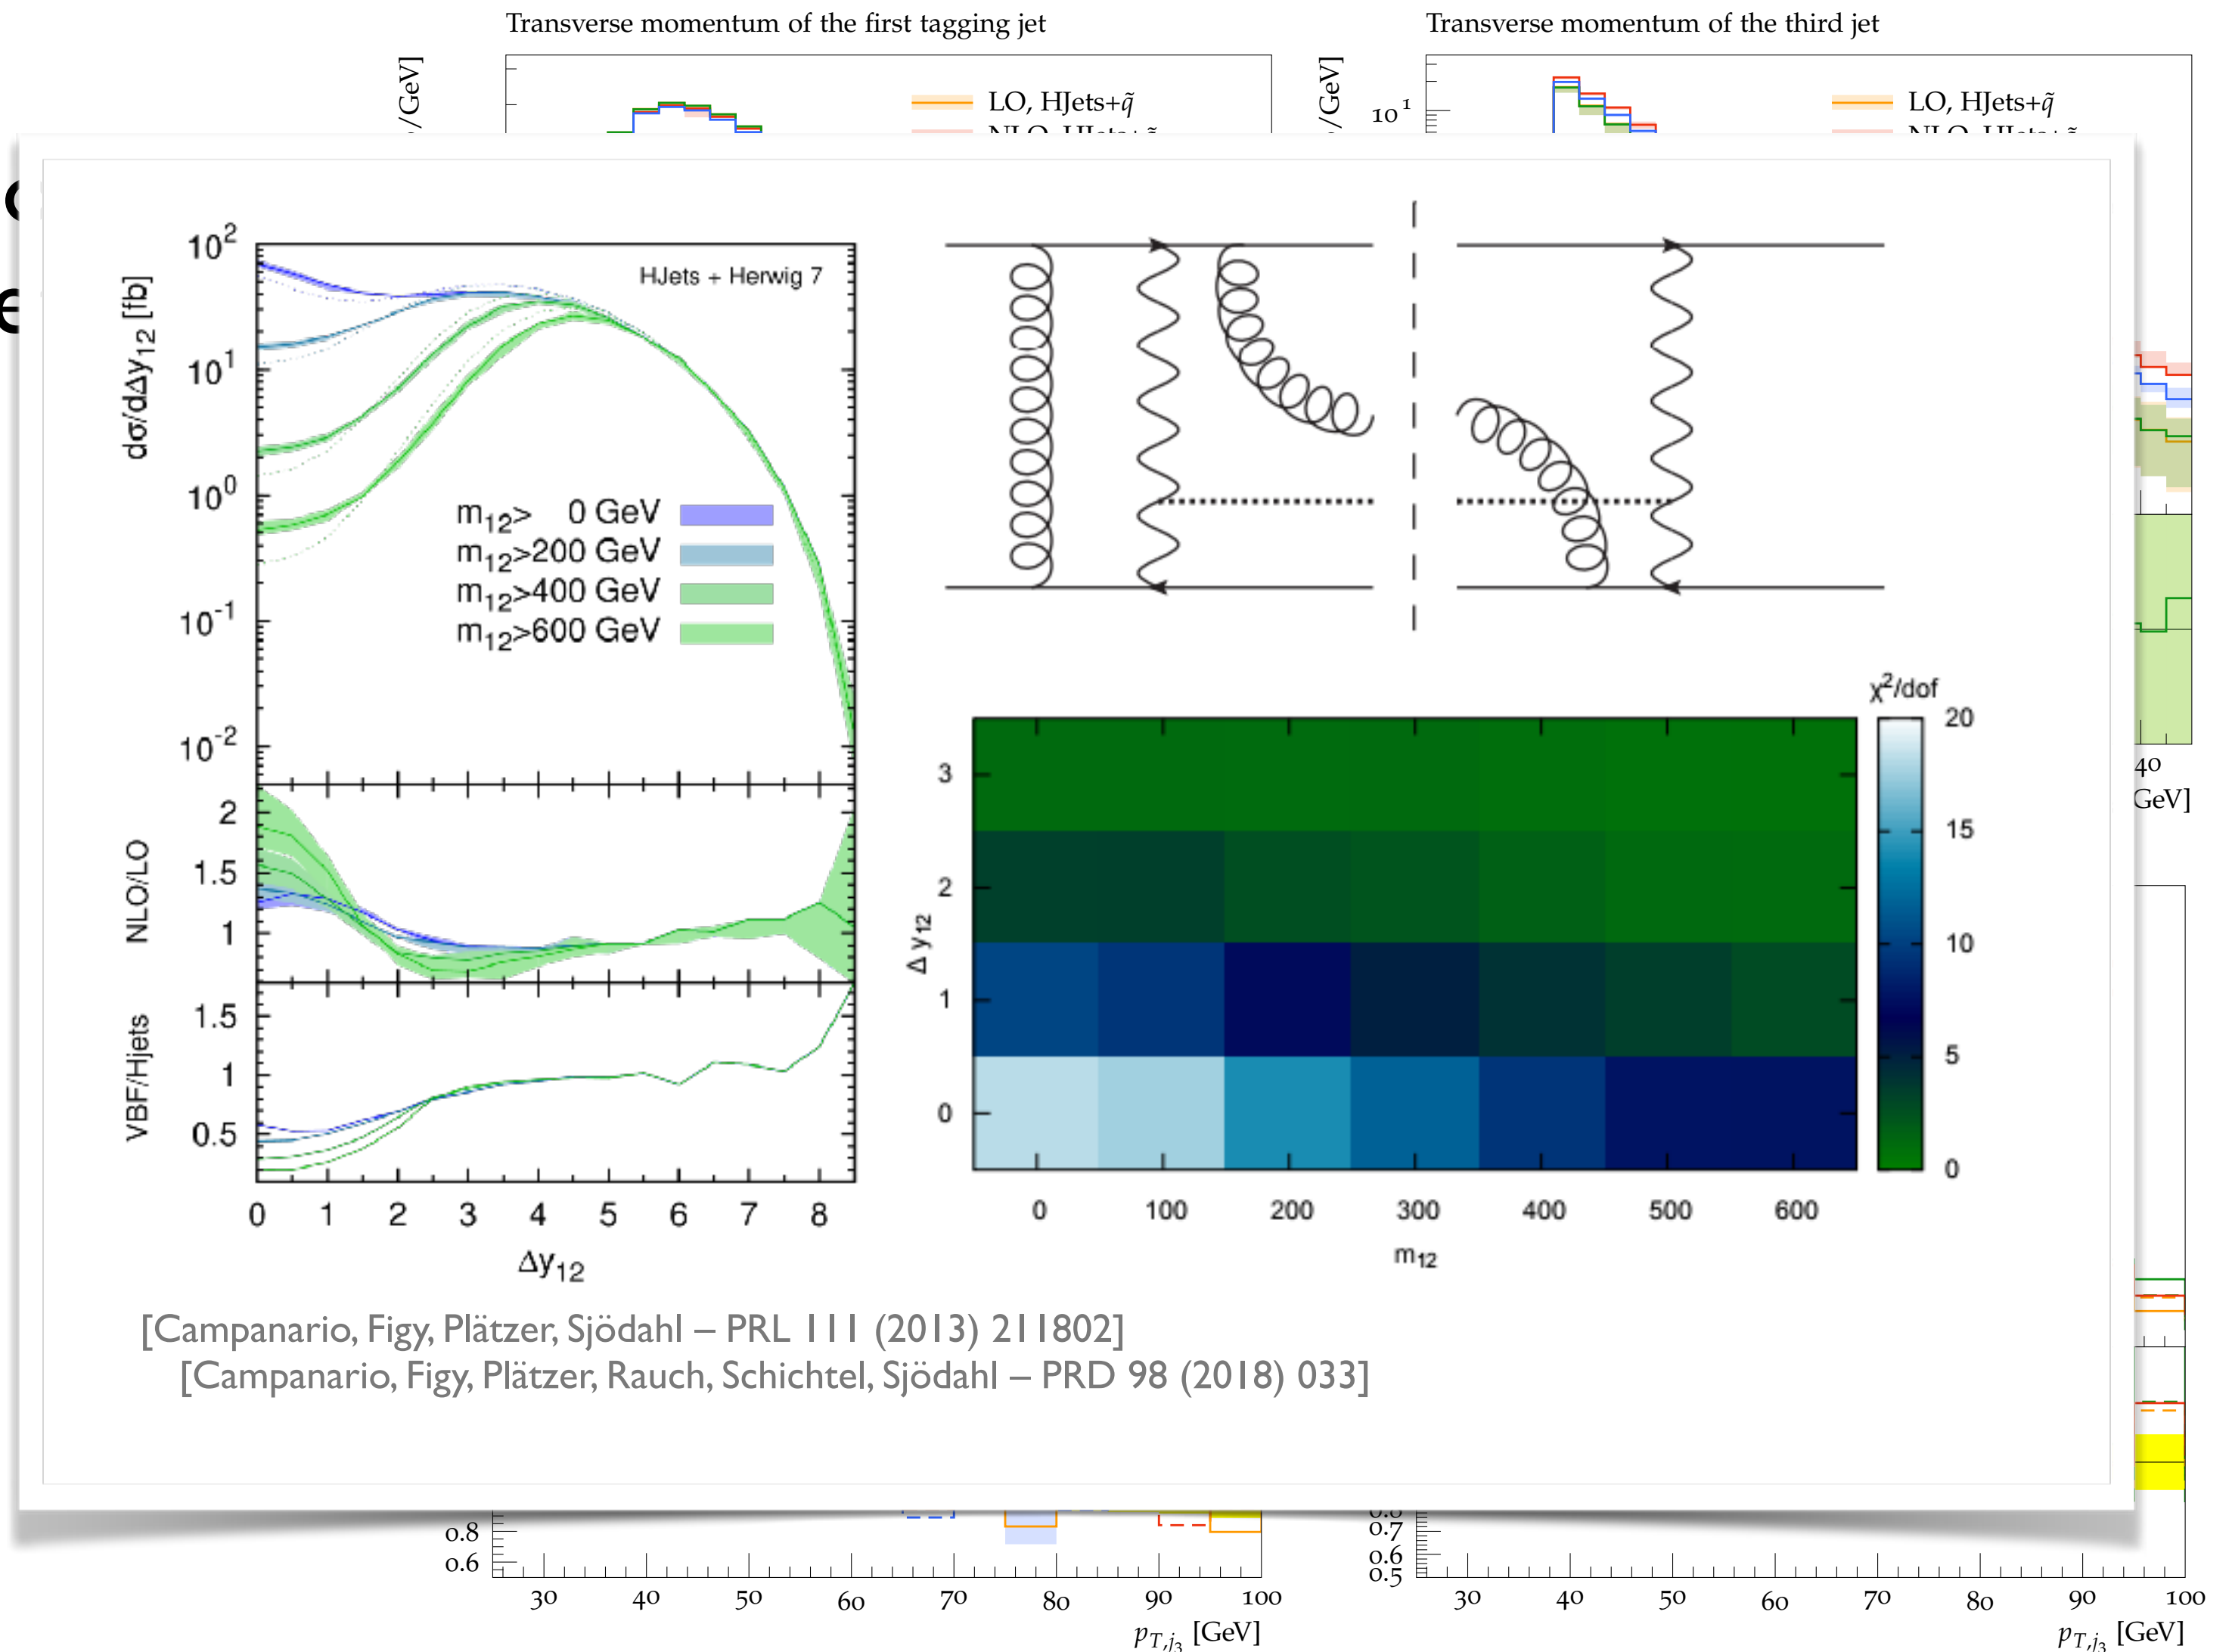 Transverse momentum of the first tagging jet
Transverse momentum of the third jet
/GeV]
LO, HJets+q̃
/GeV]
10¹
LO, HJets+q̃
10²
10¹
10⁰
10⁻¹
10⁻²
dσ/dΔy₁₂ [fb]
HJets + Herwig 7
m₁₂> 0 GeV
m₁₂>200 GeV
m₁₂>400 GeV
m₁₂>600 GeV
2
1.5
1
NLO/LO
1.5
1
0.5
VBF/Hjets
0 1 2 3 4 5 6 7 8
Δy₁₂
χ²/dof
20
15
10
5
0
3
2
1
0
Δ y₁₂
0 100 200 300 400 500 600
m₁₂
40
GeV]
[Campanario, Figy, Plätzer, Sjödahl – PRL 111 (2013) 211802]
[Campanario, Figy, Plätzer, Rauch, Schichtel, Sjödahl – PRD 98 (2018) 033]
0.8
0.6
30 40 50 60 70 80 90 100
p_T,j₃ [GeV]
0.7
0.6
0.5
30 40 50 60 70 80 90 100
p_T,j₃ [GeV]